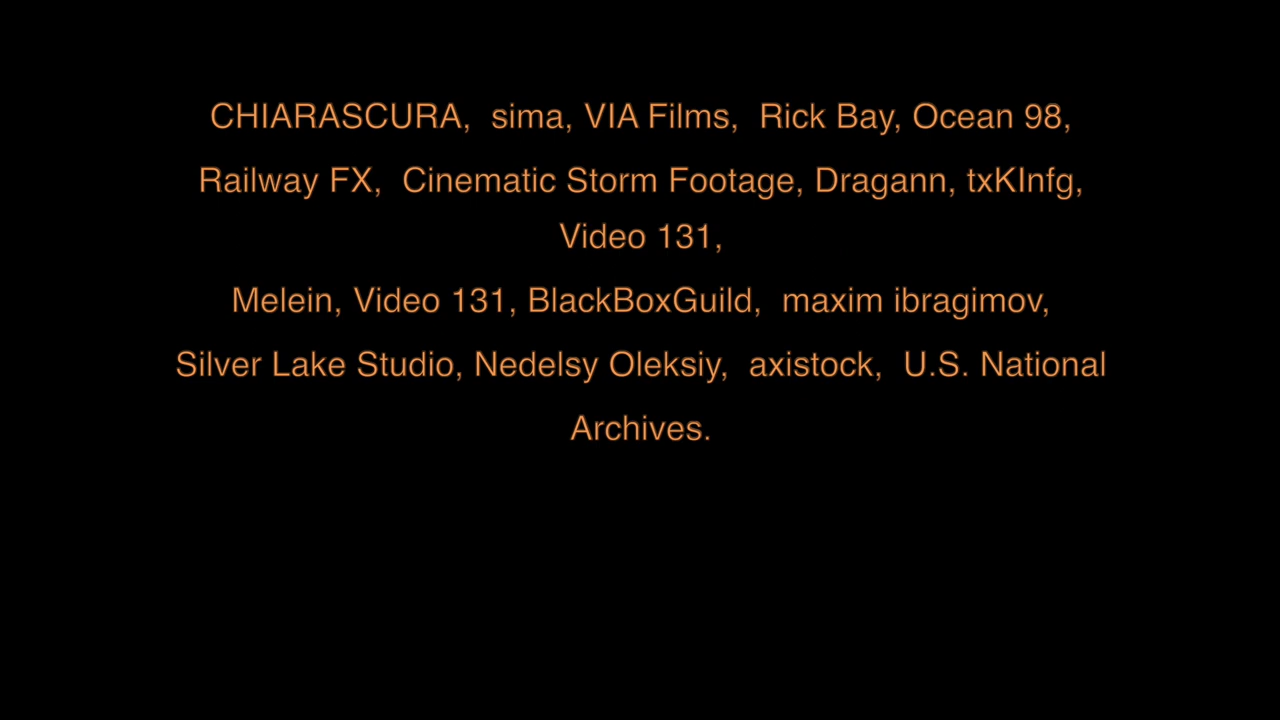 CHIARASCURA,  sima, VIA Films,  Rick Bay, Ocean 98,
Railway FX,  Cinematic Storm Footage, Dragann, txKInfg,
Video 131,
Melein, Video 131, BlackBoxGuild,  maxim ibragimov,
Silver Lake Studio, Nedelsy Oleksiy,  axistock,  U.S. National
Archives.